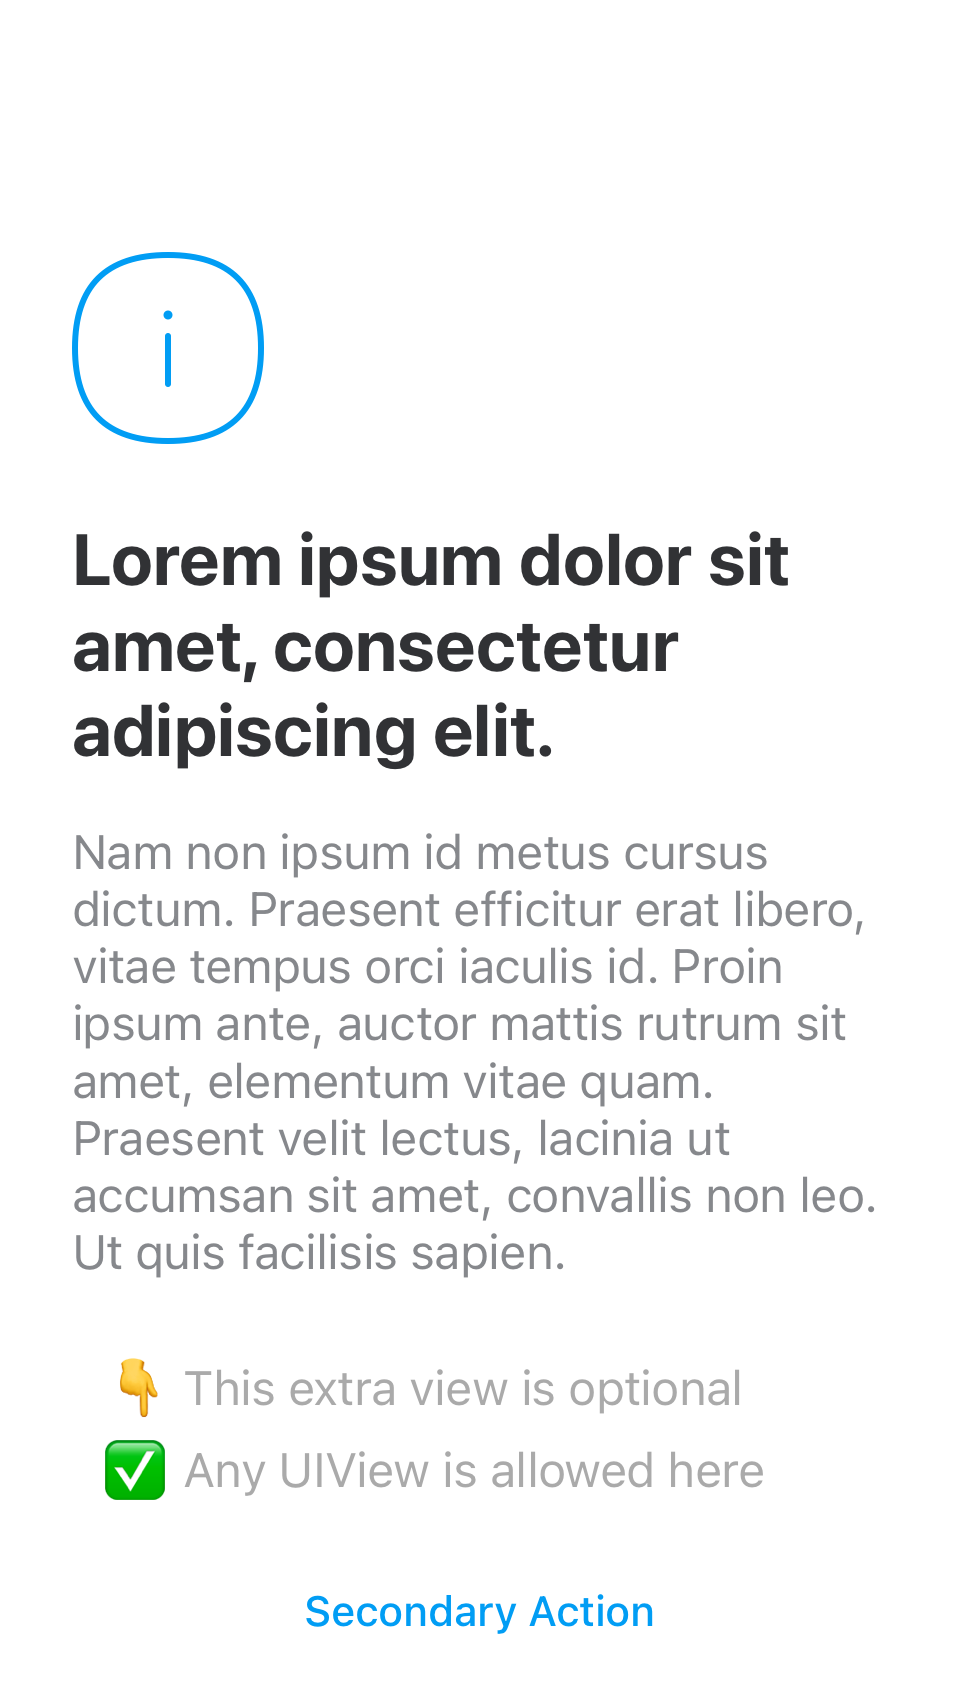 Lorem ipsum dolor sit
amet, consectetur
adipiscing elit.
Nam non ipsum id metus cursus
dictum. Praesent efficitur erat libero,
vitae tempus orci iaculis id. Proin
ipsum ante, auctor mattis rutrum sit
amet, elementum vitae quam.
Praesent velit lectus, lacinia ut
accumsan sit amet, convallis non leo.
Ut quis facilisis sapien.
👇 This extra view is optional
✅ Any UIView is allowed here
Secondary Action